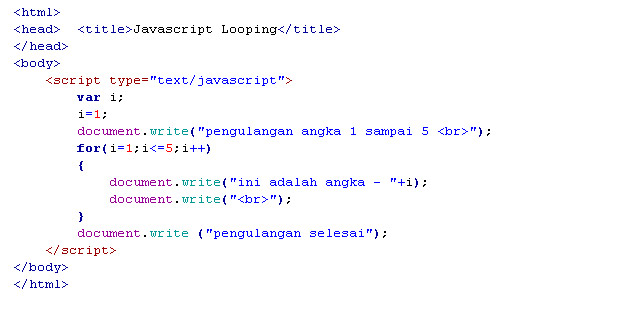 <html>
<head>  <title>Javascript Looping</title>
</head>
<body>
    <script type="text/javascript">
        var i;
        i=1;
        document.write("pengulangan angka 1 sampai 5 <br>");
        for(i=1;i<=5;i++)
        {
            document.write("ini adalah angka - "+i);
            document.write("<br>");
        }
        document.write ("pengulangan selesai");
    </script>
</body>
</html>